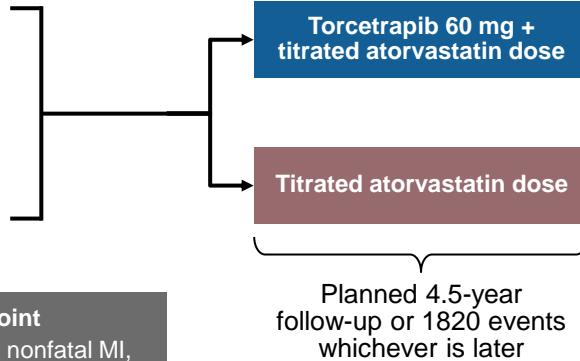 Torcetrapib 60 mg +
titrated atorvastatin dose
Titrated atorvastatin dose
Planned 4.5-year
follow-up or 1820 events
whichever is later
oint
nonfatal MI,